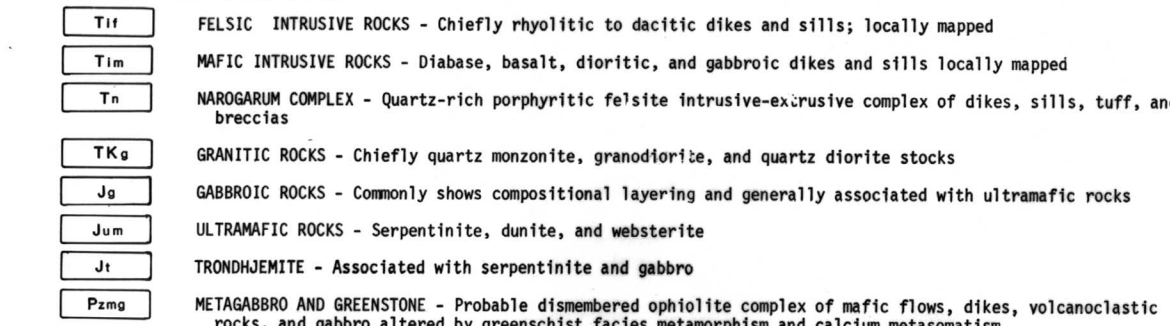 Tif FELSIC INTRUSIVE ROCKS - Chiefly rhyolitic to dacitic dikes and sills; locally mapped
Tim MAFIC INTRUSIVE ROCKS - Diabase, basalt, dioritic, and gabbroic dikes and sills locally mapped
Tn NAROGARUM COMPLEX - Quartz-rich porphyritic felsite intrusive-extrusive complex of dikes, sills, tuff, and
breccias
TKg GRANITIC ROCKS - Chiefly quartz monzonite, granodiorite, and quartz diorite stocks
Jg GABBROIC ROCKS - Commonly shows compositional layering and generally associated with ultramafic rocks
Jum ULTRAMAFIC ROCKS - Serpentinite, dunite, and websterite
Jt TRONDHJEMITE - Associated with serpentinite and gabbro
Pzmg METAGABBRO AND GREENSTONE - Probable dismembered ophiolite complex of mafic flows, dikes, volcanoclastic
rocks, and gabbro altered by greenschist facies metamorphism and calcium metasomatism